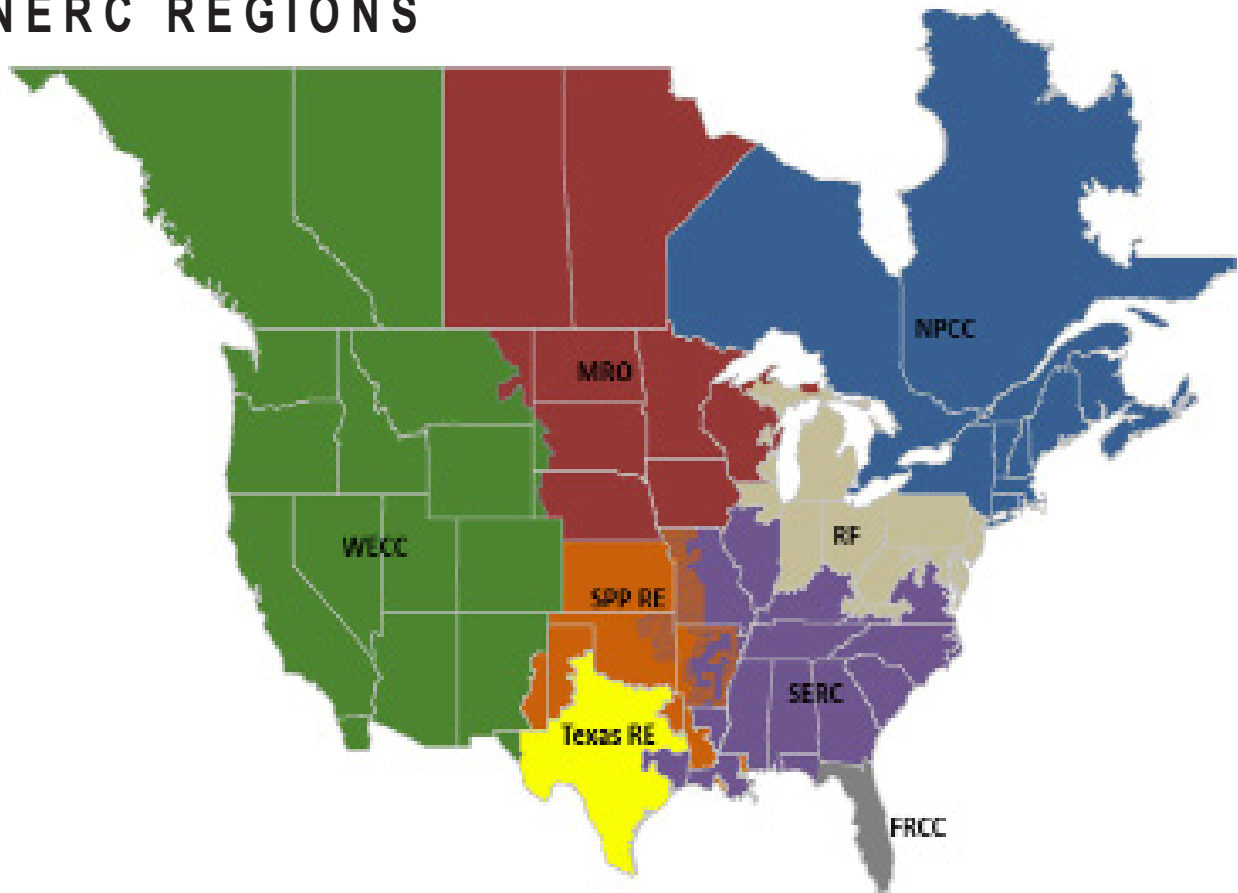 NERC REGIONS
NPCC
MRO
RF
WECC
SPP RE
SERC
Texas RE
FRCC